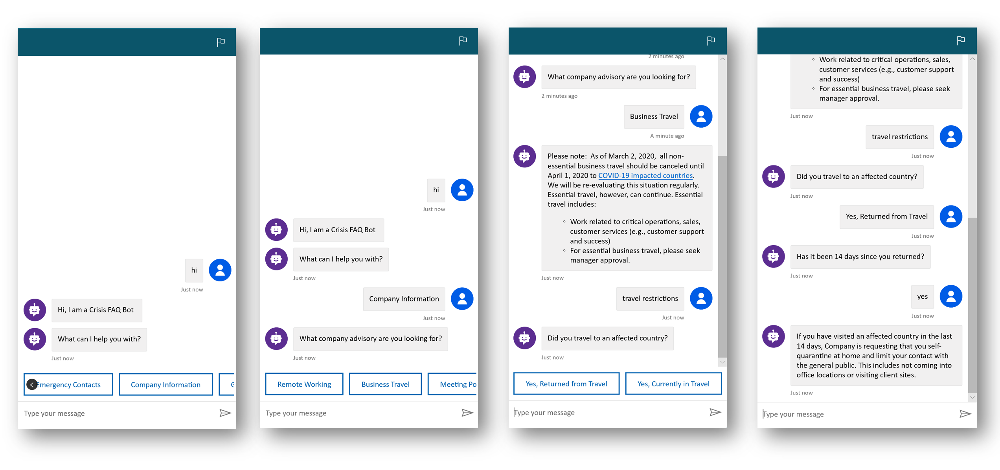 hi
Just now
Hi, I am a Crisis FAQ Bot
What can I help you with?
Just now
Emergency Contacts
Company Information
Type your message
hi
Just now
Hi, I am a Crisis FAQ Bot
What can I help you with?
Just now
Company Information
Just now
What company advisory are you looking for?
Just now
Remote Working
Business Travel
Meeting Po
Type your message
2 minutes ago
What company advisory are you looking for?
2 minutes ago
Business Travel
A minute ago
Please note:  As of March 2, 2020,  all non-
essential business travel should be canceled until
April 1, 2020 to COVID-19 impacted countries.
We will be re-evaluating this situation regularly.
Essential travel, however, can continue. Essential
travel includes:
◦ Work related to critical operations, sales,
customer services (e.g., customer support
and success)
◦ For essential business travel, please seek
manager approval.
Just now
travel restrictions
Just now
Did you travel to an affected country?
Just now
Yes, Returned from Travel
Yes, Currently in Travel
Type your message
◦ Work related to critical operations, sales,
customer services (e.g., customer support
and success)
◦ For essential business travel, please seek
manager approval.
Just now
travel restrictions
Just now
Did you travel to an affected country?
Just now
Yes, Returned from Travel
Just now
Has it been 14 days since you returned?
Just now
yes
Just now
If you have visited an affected country in the last
14 days, Company is requesting that you self-
quarantine at home and limit your contact with
the general public. This includes not coming into
office locations or visiting client sites.
Just now
Type your message